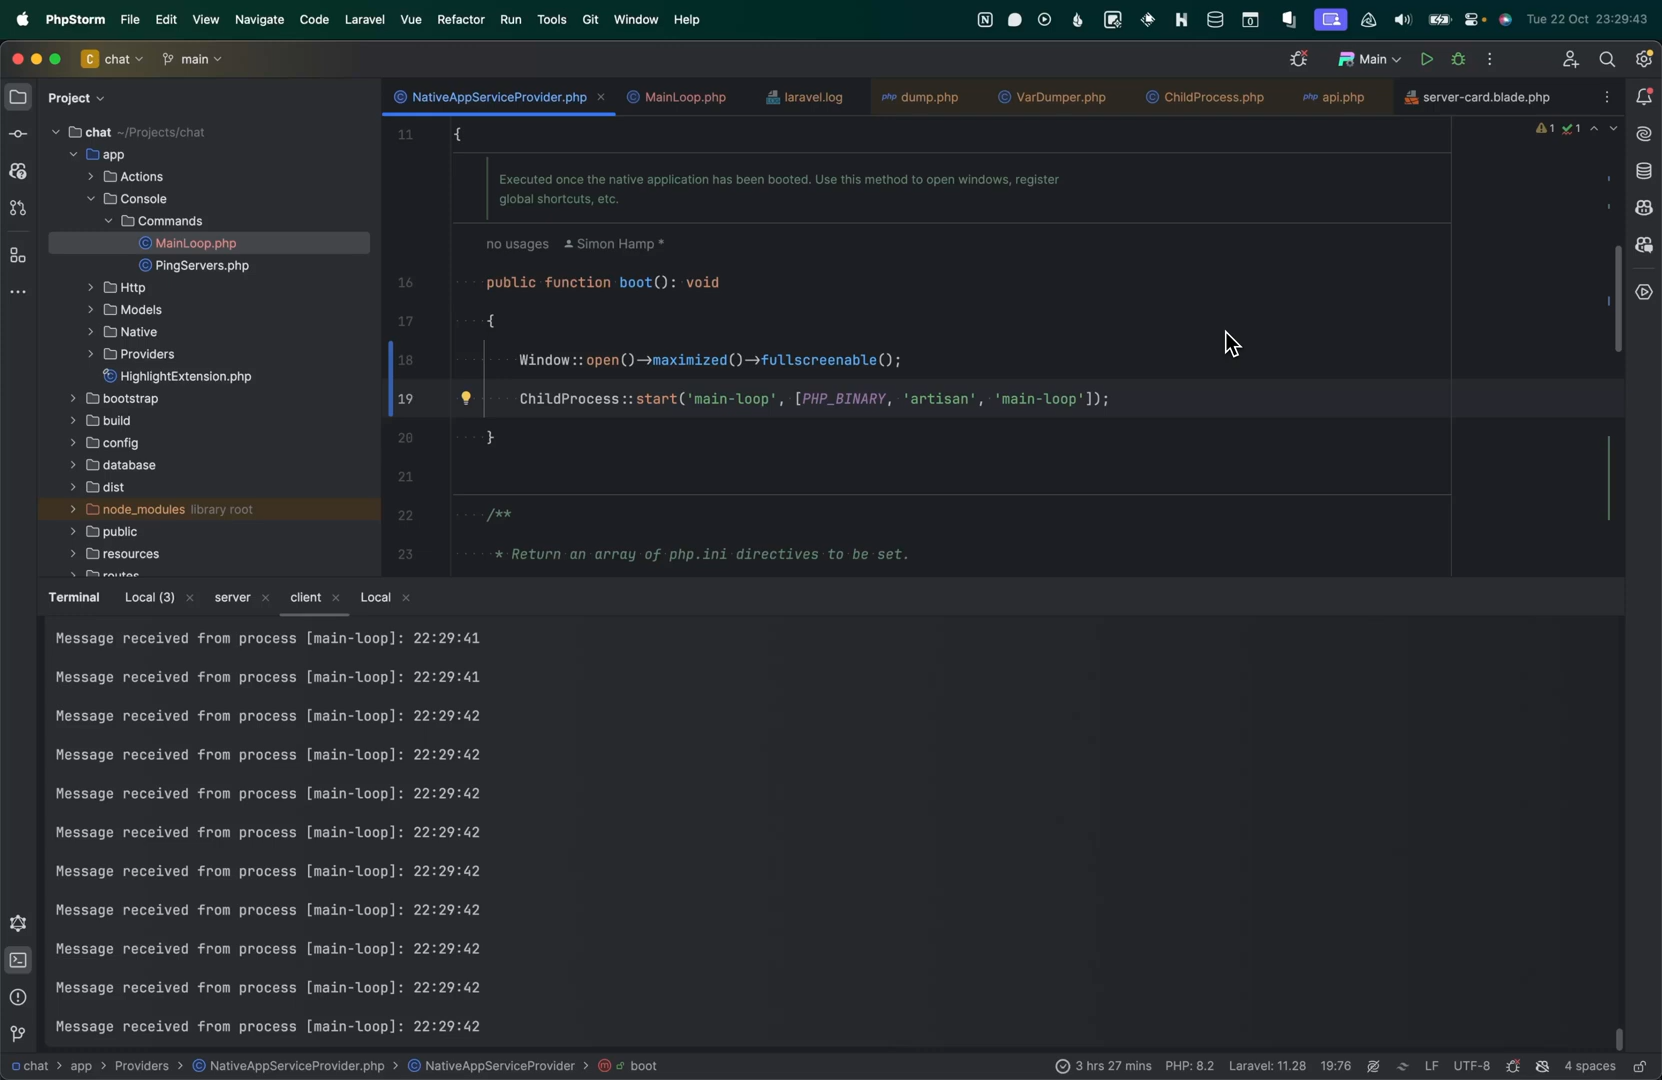 PhpStorm File Edit View Navigate Code Laravel Vue Refactor Run Tools Git Window Help Tue 22 Oct 23:29:43
C chat main Main
Project
NativeAppServiceProvider.php MainLoop.php laravel.log php dump.php VarDumper.php ChildProcess.php php api.php server-card.blade.php
chat ~/Projects/chat
app
Actions
Console
Commands
MainLoop.php
PingServers.php
Http
Models
Native
Providers
HighlightExtension.php
bootstrap
build
config
database
dist
node_modules library root
public
resources
routes
11 {
1 1
Executed once the native application has been booted. Use this method to open windows, register
global shortcuts, etc.
no usages Simon Hamp *
16 public function boot(): void
17 {
18 Window::open()->maximized()->fullscreenable();
19 ChildProcess::start('main-loop', [PHP_BINARY, 'artisan', 'main-loop']);
20 }
21
22 /**
23 * Return an array of php.ini directives to be set.
Terminal Local (3) server client Local
Message received from process [main-loop]: 22:29:41
Message received from process [main-loop]: 22:29:41
Message received from process [main-loop]: 22:29:42
Message received from process [main-loop]: 22:29:42
Message received from process [main-loop]: 22:29:42
Message received from process [main-loop]: 22:29:42
Message received from process [main-loop]: 22:29:42
Message received from process [main-loop]: 22:29:42
Message received from process [main-loop]: 22:29:42
Message received from process [main-loop]: 22:29:42
Message received from process [main-loop]: 22:29:42
chat > app > Providers > NativeAppServiceProvider.php > NativeAppServiceProvider > m boot 3 hrs 27 mins PHP: 8.2 Laravel: 11.28 19:76 LF UTF-8 4 spaces